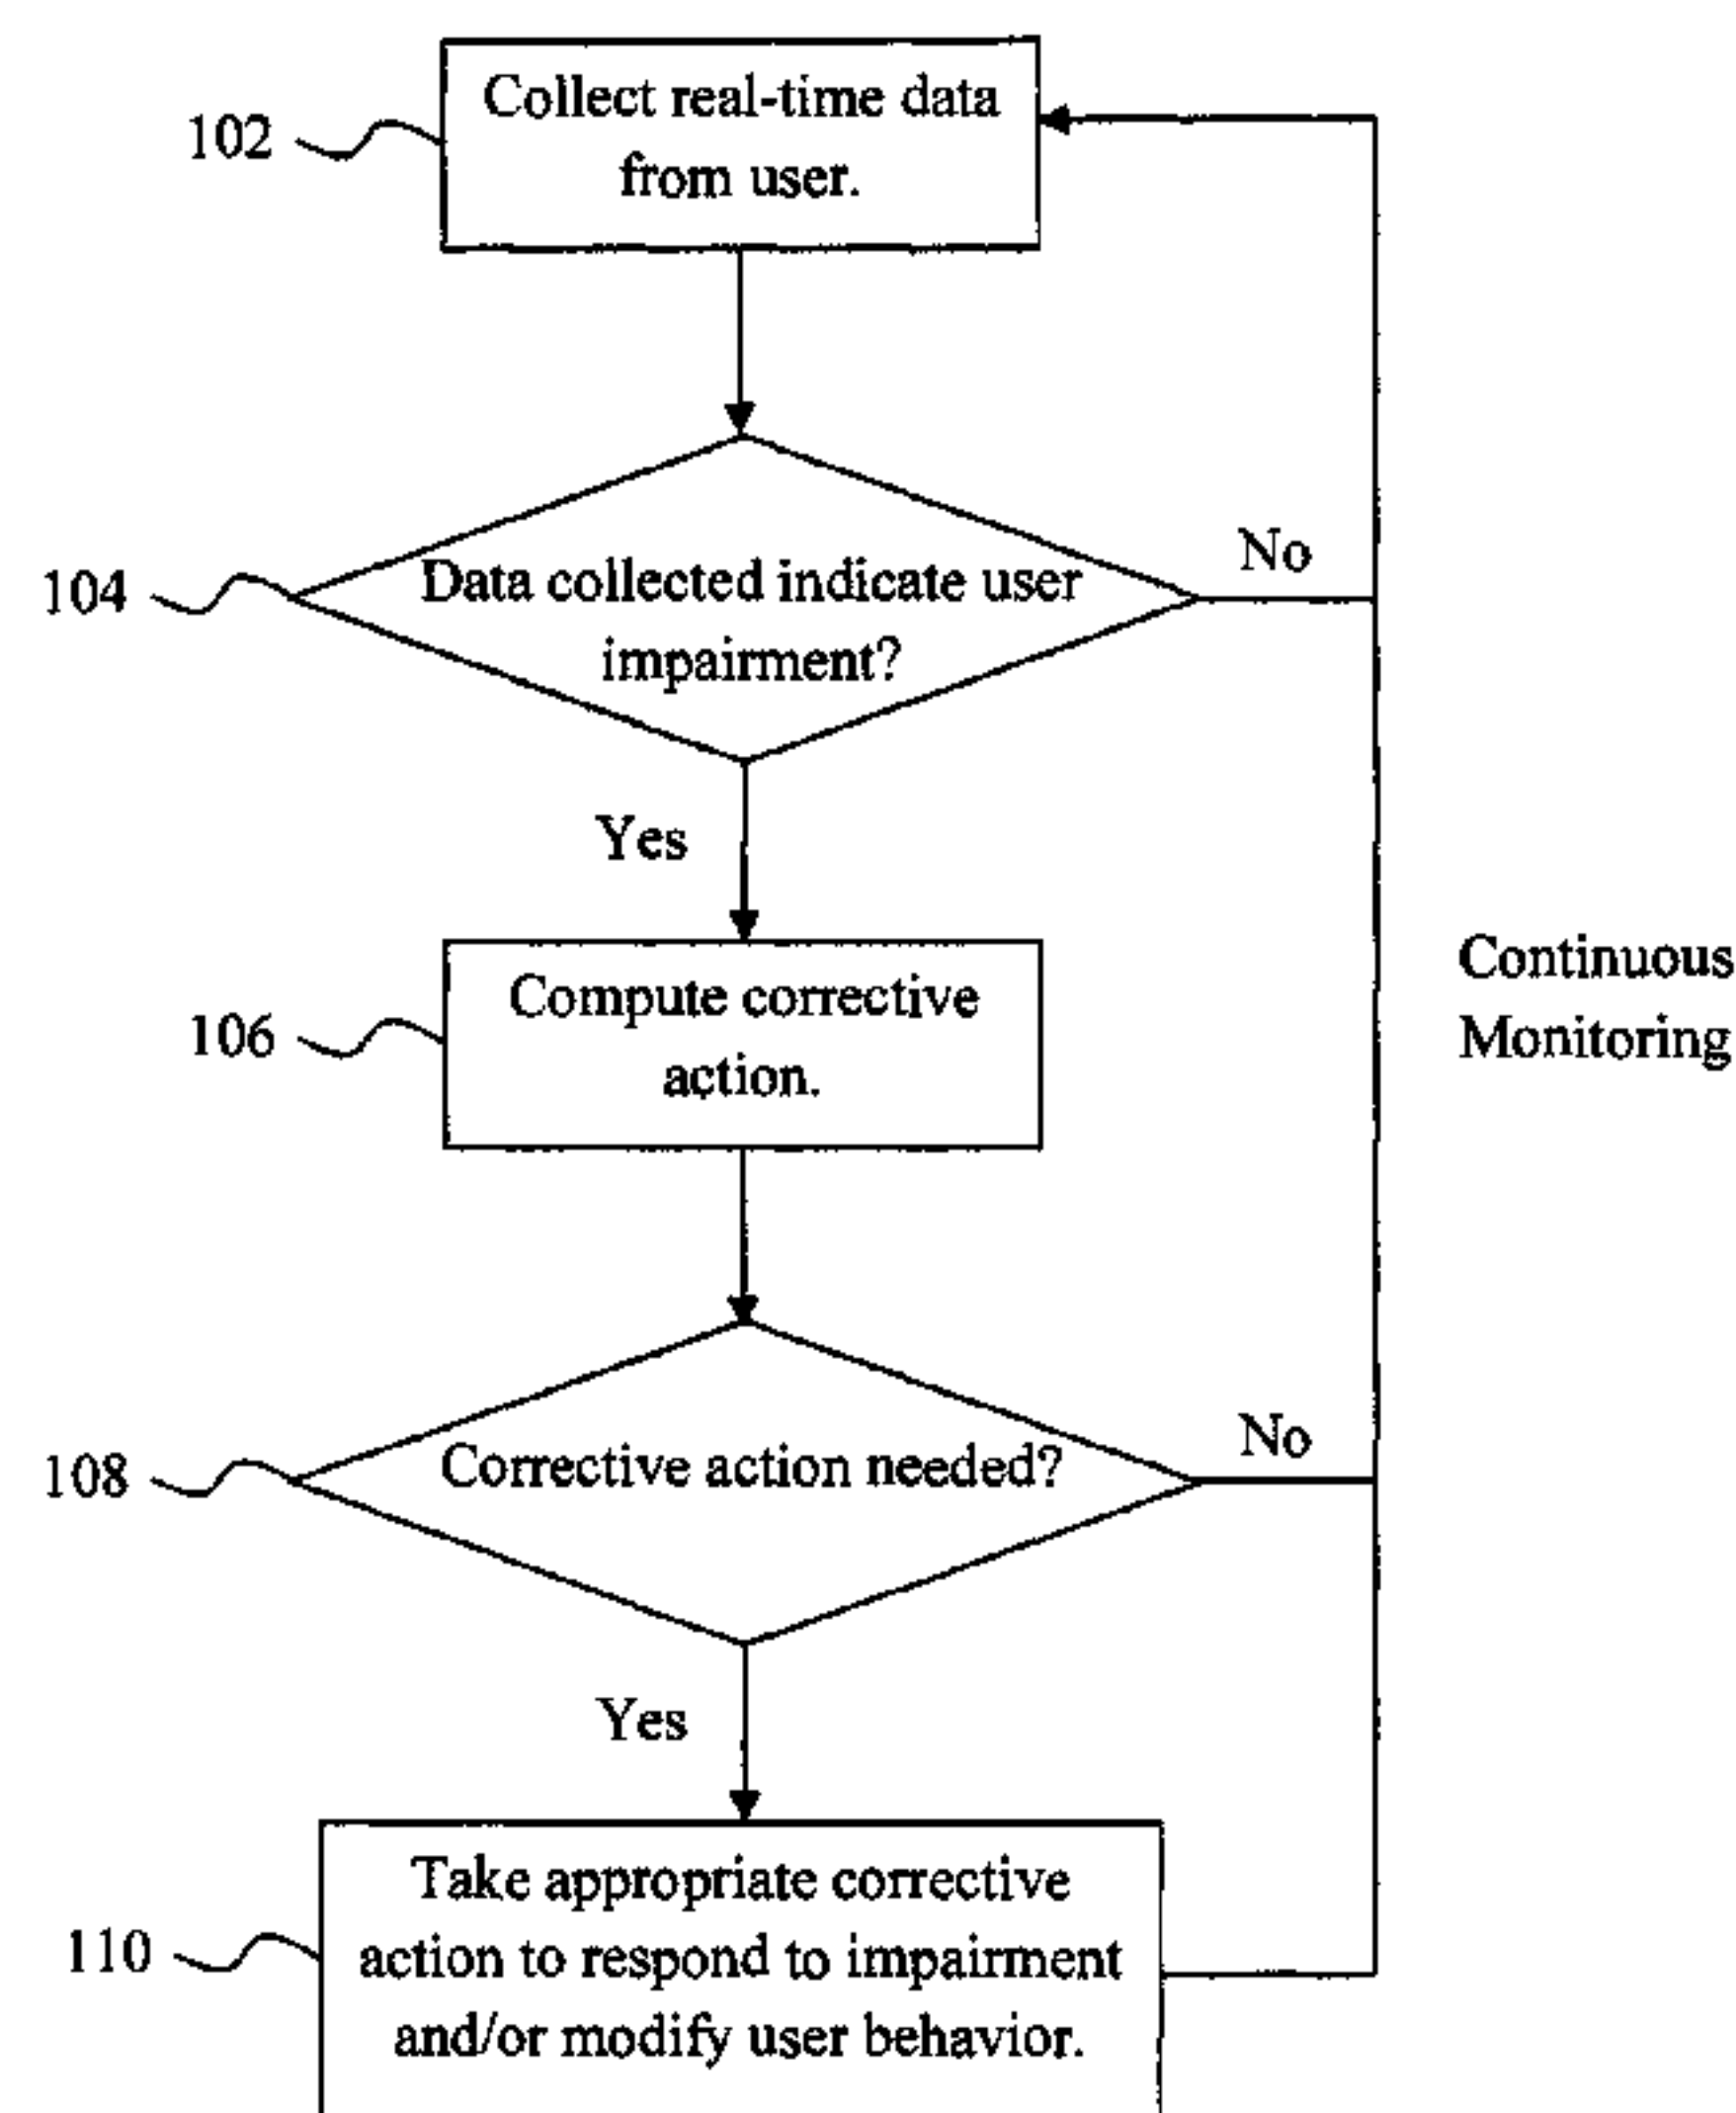 Collect real-time data
from user.
102
No
104
Data collected indicate user
impairment?
Yes
Continuous
Monitoring
Compute corrective
action.
106
No
108
Corrective action needed?
Yes
Take appropriate corrective
action to respond to impairment
and/or modify user behavior.
110